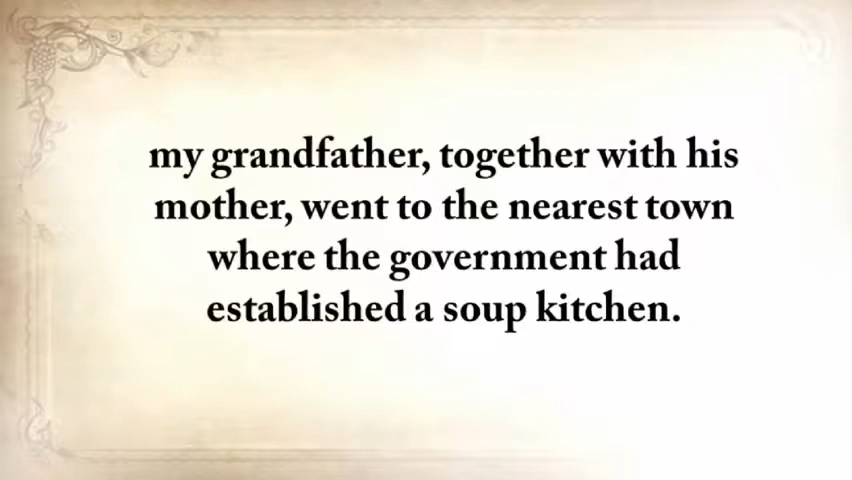 my grandfather, together with his
mother, went to the nearest town
where the government had
established a soup kitchen.